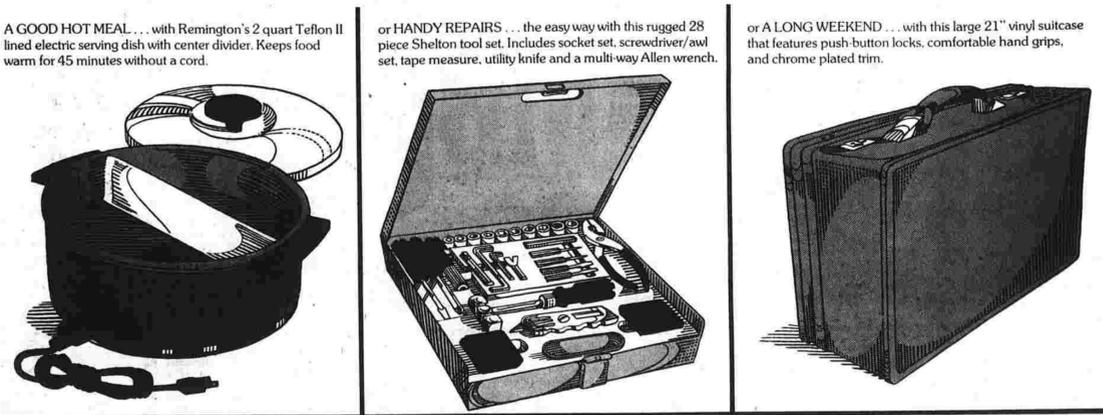 A GOOD HOT MEAL . . . with Remington's 2 quart Teflon II
lined electric serving dish with center divider. Keeps food
warm for 45 minutes without a cord.
or HANDY REPAIRS . . . the easy way with this rugged 28
piece Shelton tool set. Includes socket set, screwdriver/awl
set, tape measure, utility knife and a multi-way Allen wrench.
or A LONG WEEKEND . . . with this large 21" vinyl suitcase
that features push-button locks, comfortable hand grips,
and chrome plated trim.